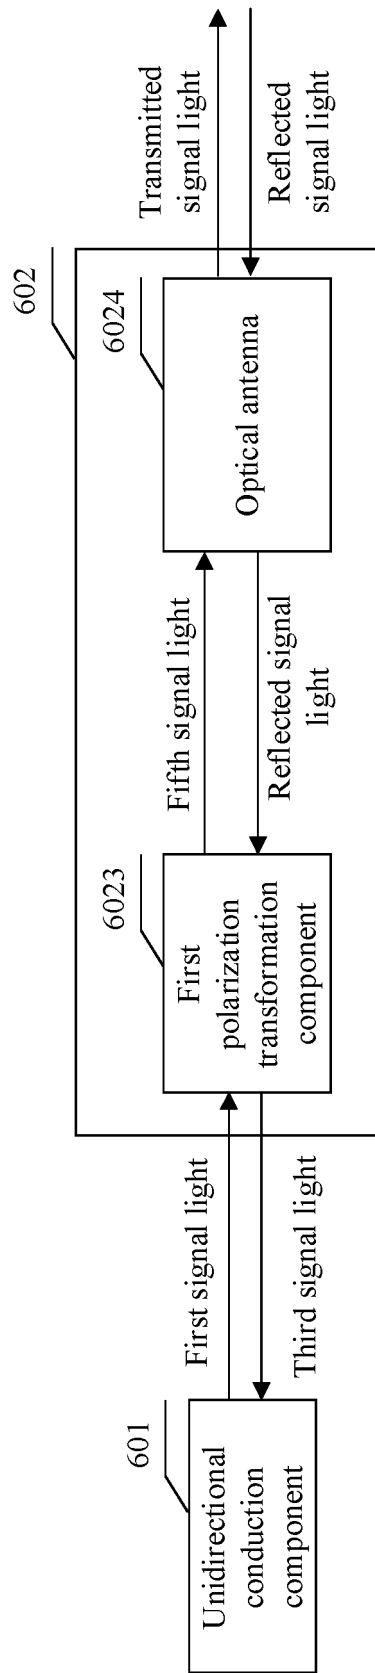 602
Transmitted
signal light
601
6023
6024
Unidirectional
conduction
component
First signal light
Third signal light
First
polarization
transformation
component
Fifth signal light
Reflected signal
light
Optical antenna
Reflected
signal light